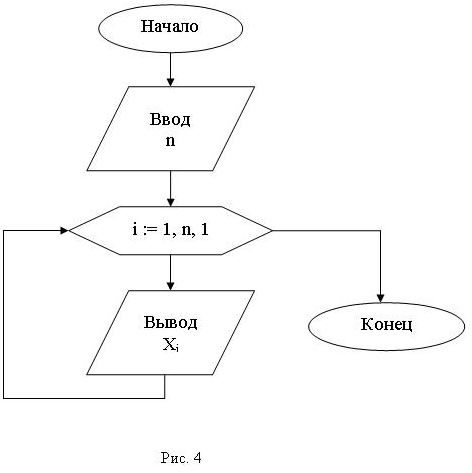 Начало
Ввод
n
i := 1, n, 1
Вывод
Xᵢ
Конец
Рис. 4